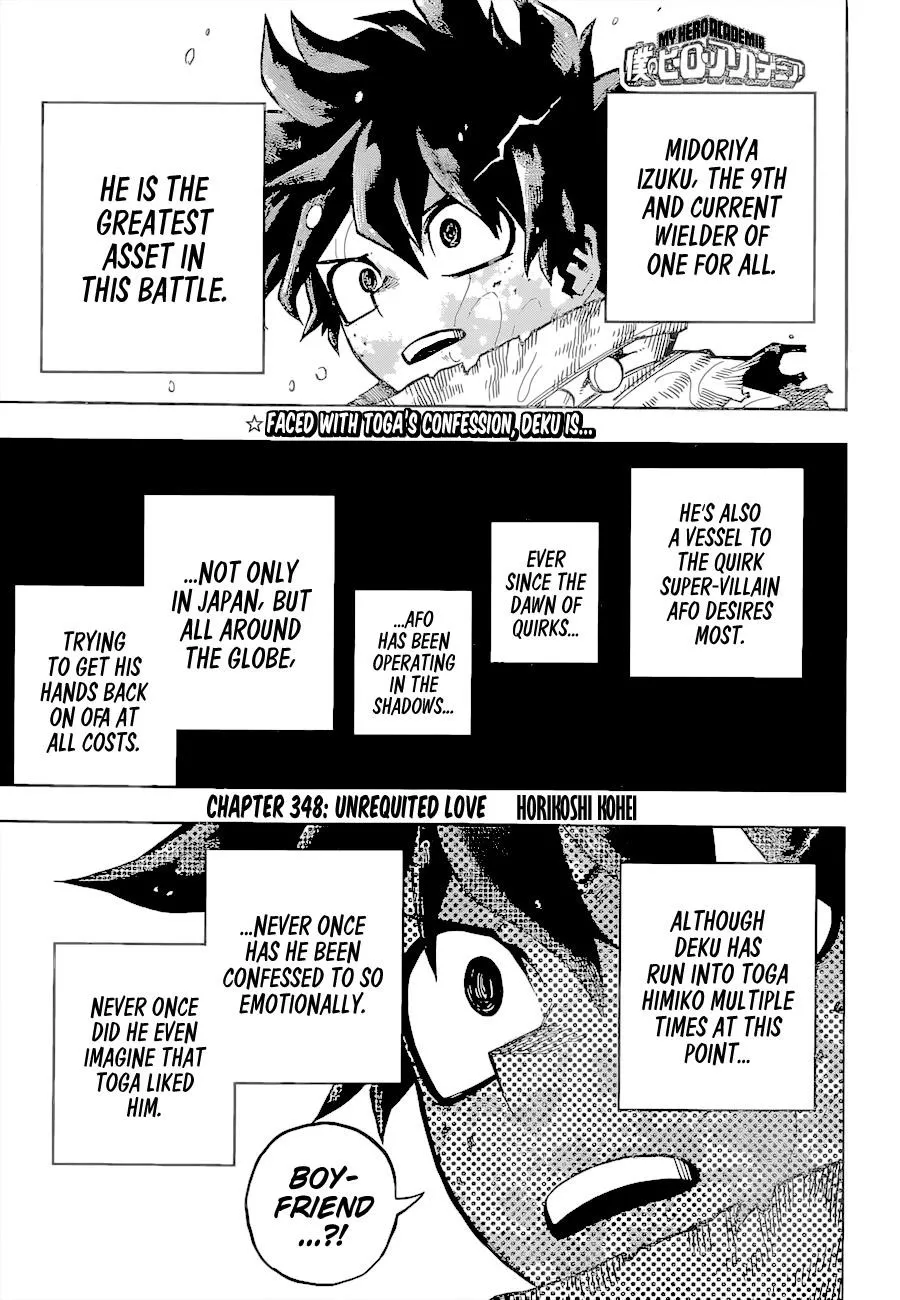 MY HERO ACADEMIA
僕のヒーローアカデミア
MIDORIYA
IZUKU, THE 9TH
AND CURRENT
WIELDER OF
ONE FOR ALL.
HE IS THE
GREATEST
ASSET IN
THIS BATTLE.
☆FACED WITH TOGA'S CONFESSION, DEKU IS...
HE'S ALSO
A VESSEL TO
THE QUIRK
SUPER-VILLAIN
AFO DESIRES
MOST.
EVER
SINCE THE
DAWN OF
QUIRKS...
...AFO
HAS BEEN
OPERATING
IN THE
SHADOWS...
...NOT ONLY
IN JAPAN, BUT
ALL AROUND
THE GLOBE,
TRYING
TO GET HIS
HANDS BACK
ON OFA AT
ALL COSTS.
CHAPTER 348: UNREQUITED LOVE HORIKOSHI KOHEI
ALTHOUGH
DEKU HAS
RUN INTO TOGA
HIMIKO MULTIPLE
TIMES AT THIS
POINT...
...NEVER ONCE
HAS HE BEEN
CONFESSED TO SO
EMOTIONALLY.
NEVER ONCE
DID HE EVEN
IMAGINE THAT
TOGA LIKED
HIM.
BOY-
FRIEND
...?!